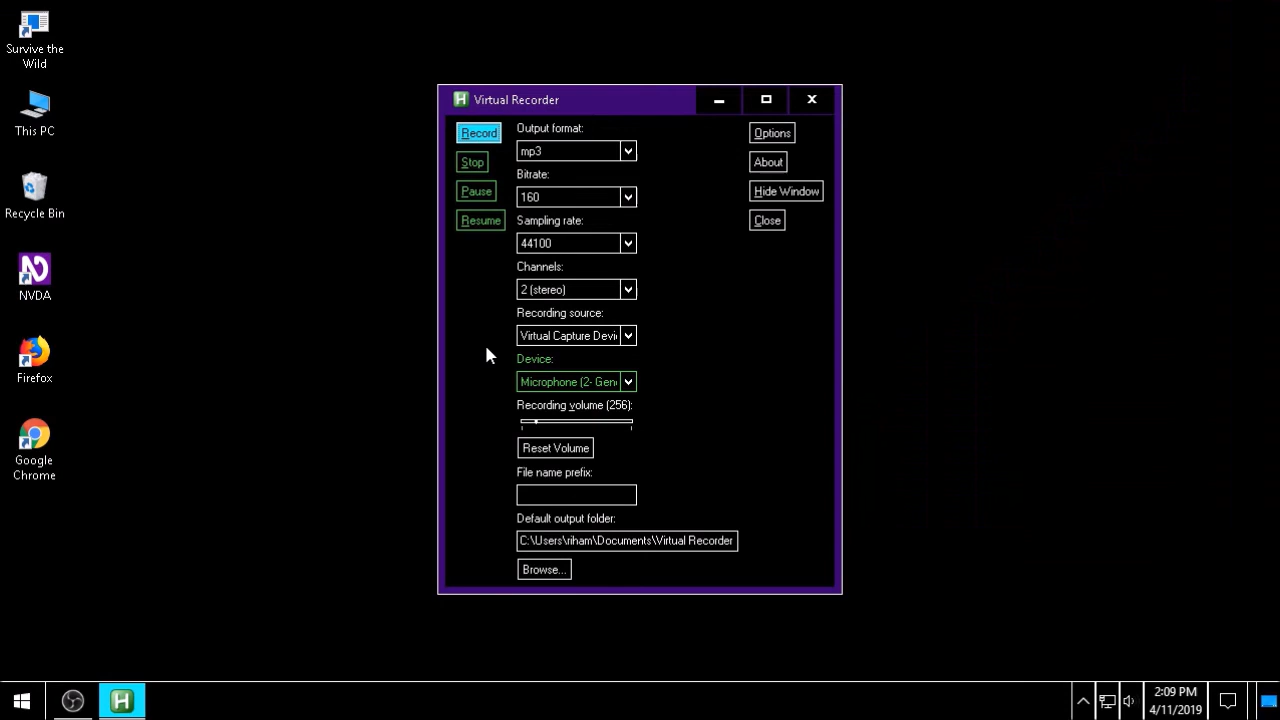 Survive the
Wild
This PC
Recycle Bin
NVDA
Firefox
Google
Chrome
Virtual Recorder
Record
Stop
Pause
Resume
Output format:
mp3
Bitrate:
160
Sampling rate:
44100
Channels:
2 (stereo)
Recording source:
Virtual Capture Devi
Device:
Microphone (2- Gen
Recording volume (256):
Reset Volume
File name prefix:
Default output folder:
C:\Users\riham\Documents\Virtual Recorder
Browse...
Options
About
Hide Window
Close
2:09 PM
4/11/2019